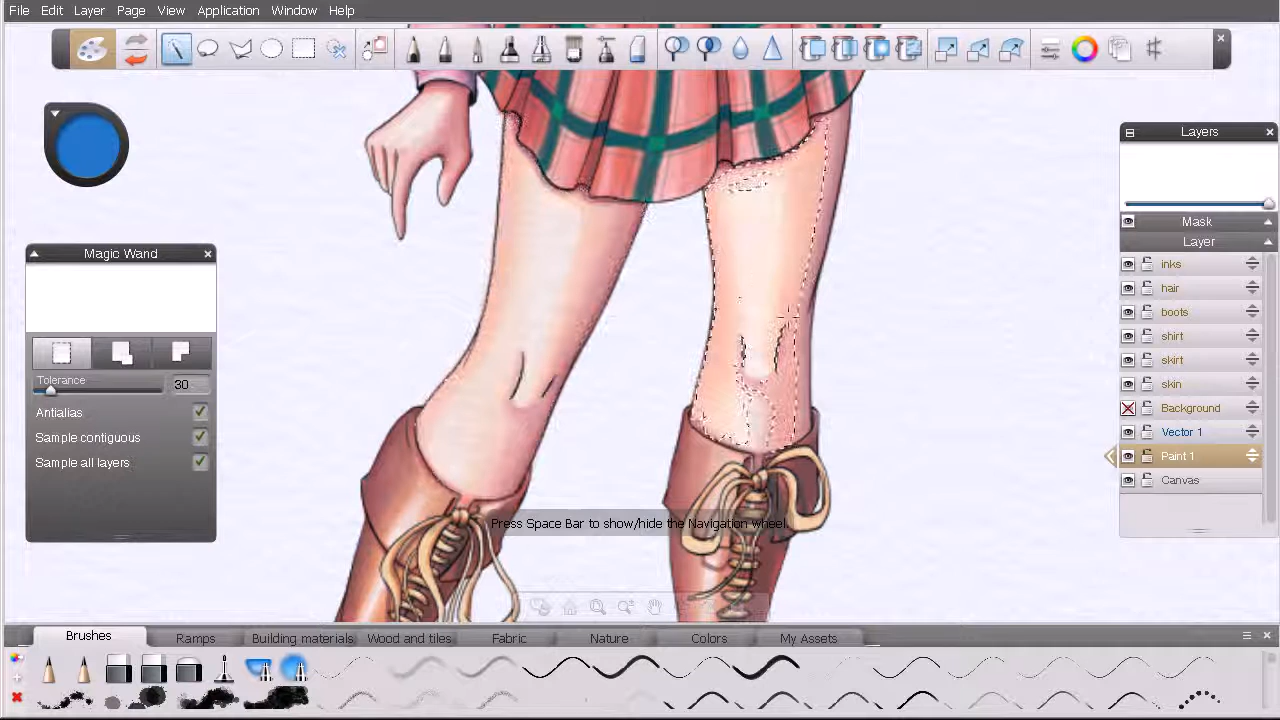 File Edit Layer Page View Application Window Help
Layers
Mask
Layer
inks
hair
boots
shirt
skirt
skin
Background
Vector 1
Paint 1
Canvas
Magic Wand
Tolerance 30
Antialias
Sample contiguous
Sample all layers
Press Space Bar to show/hide the Navigation wheel.
Brushes Ramps Building materials Wood and tiles Fabric Nature Colors My Assets